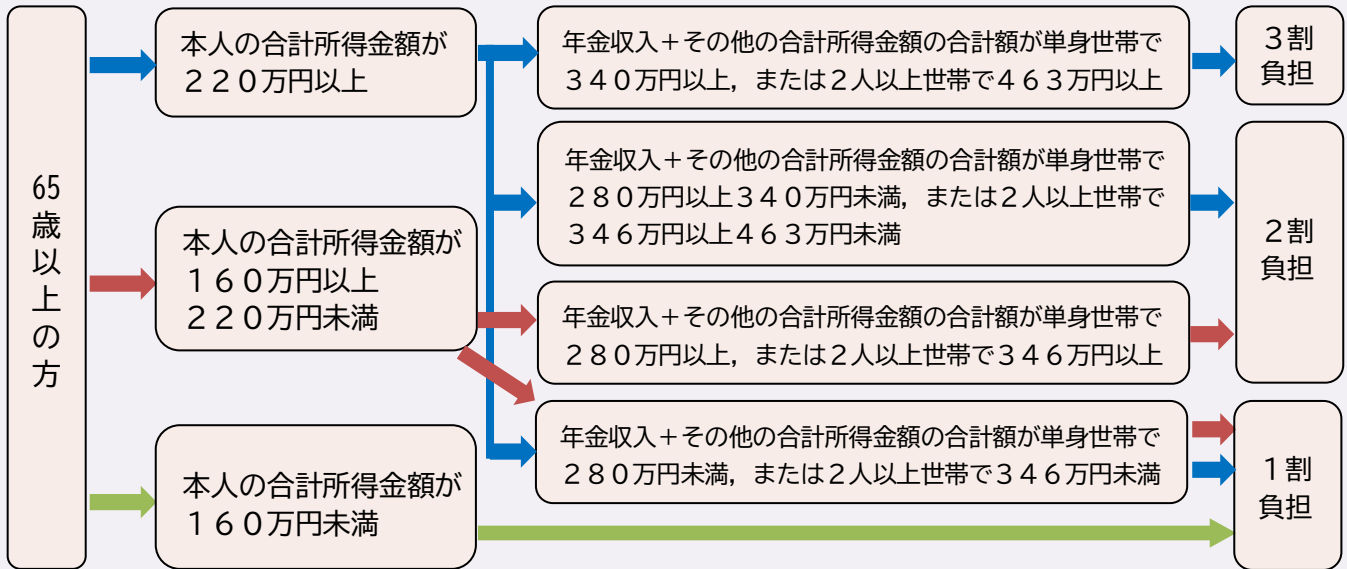 65歳以上の方
本人の合計所得金額が
２２０万円以上
本人の合計所得金額が
１６０万円以上
２２０万円未満
本人の合計所得金額が
１６０万円未満
年金収入＋その他の合計所得金額の合計額が単身世帯で
３４０万円以上，または２人以上世帯で４６３万円以上
年金収入＋その他の合計所得金額の合計額が単身世帯で
２８０万円以上３４０万円未満，または２人以上世帯で
３４６万円以上４６３万円未満
年金収入＋その他の合計所得金額の合計額が単身世帯で
２８０万円以上，または２人以上世帯で３４６万円以上
年金収入＋その他の合計所得金額の合計額が単身世帯で
２８０万円未満，または２人以上世帯で３４６万円未満
３割
負担
２割
負担
１割
負担